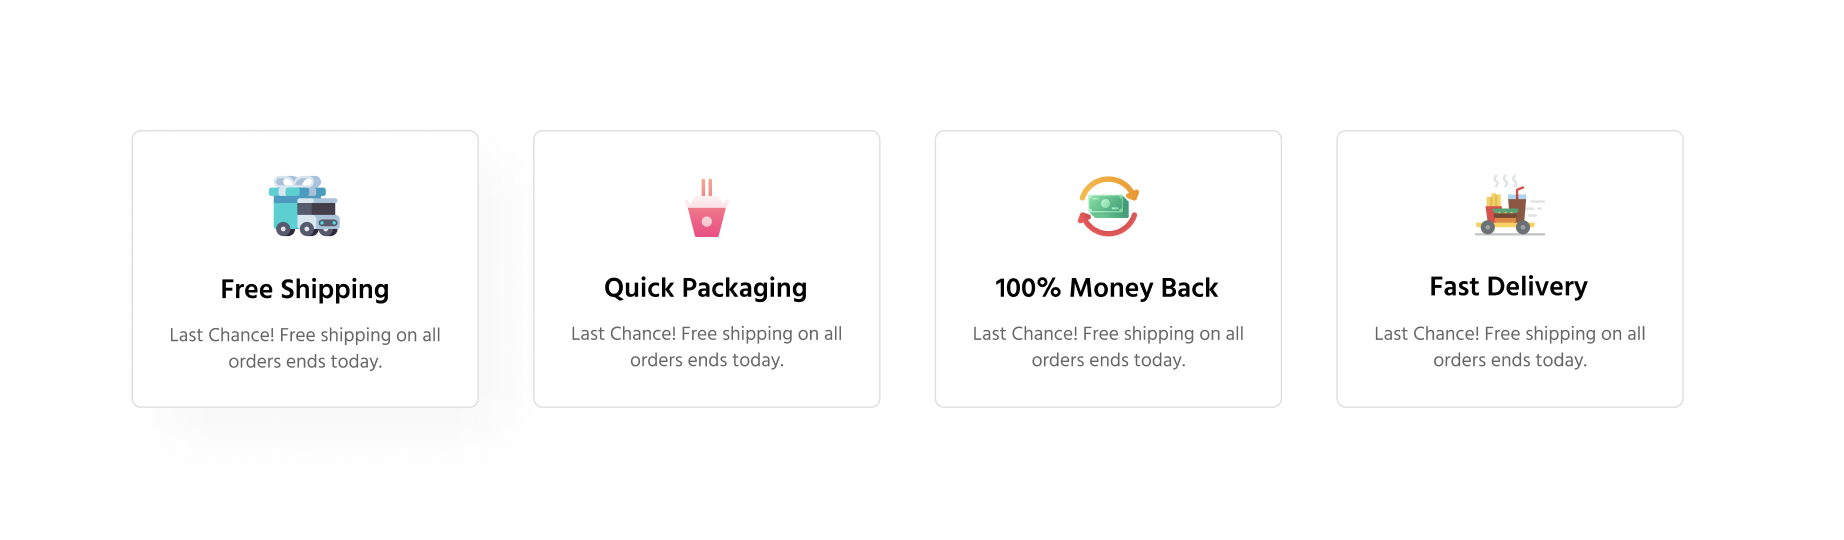 Free Shipping
Last Chance! Free shipping on all
orders ends today.
Quick Packaging
Last Chance! Free shipping on all
orders ends today.
100% Money Back
Last Chance! Free shipping on all
orders ends today.
Fast Delivery
Last Chance! Free shipping on all
orders ends today.